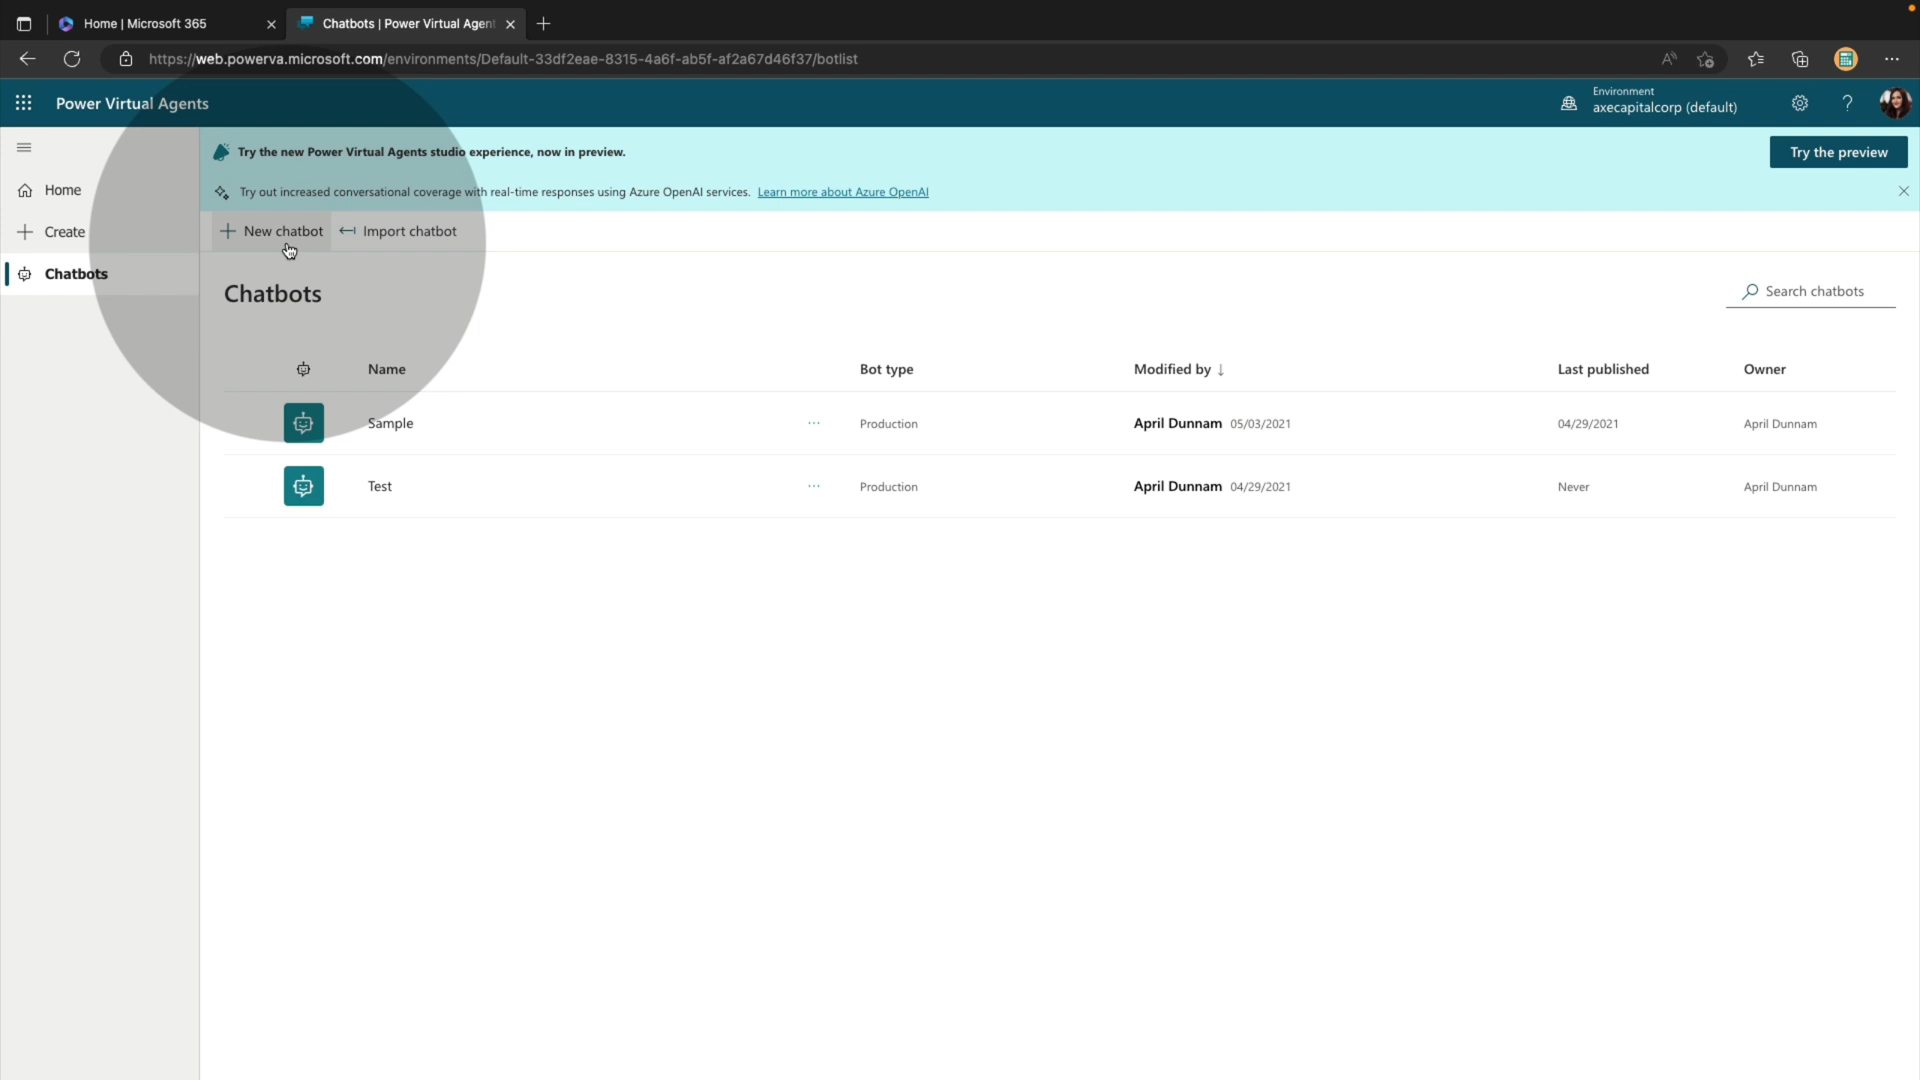 Home | Microsoft 365
Chatbots | Power Virtual Agent
https://web.powerva.microsoft.com/environments/Default-33df2eae-8315-4a6f-ab5f-af2a67d46f37/botlist
Power Virtual Agents
Environment
axecapitalcorp (default)
Try the new Power Virtual Agents studio experience, now in preview.
Try the preview
Try out increased conversational coverage with real-time responses using Azure OpenAI services. Learn more about Azure OpenAI
Home
Create
Chatbots
New chatbot
Import chatbot
Chatbots
Search chatbots
Name Bot type Modified by ↓ Last published Owner
Sample ... Production April Dunnam 05/03/2021 04/29/2021 April Dunnam
Test ... Production April Dunnam 04/29/2021 Never April Dunnam